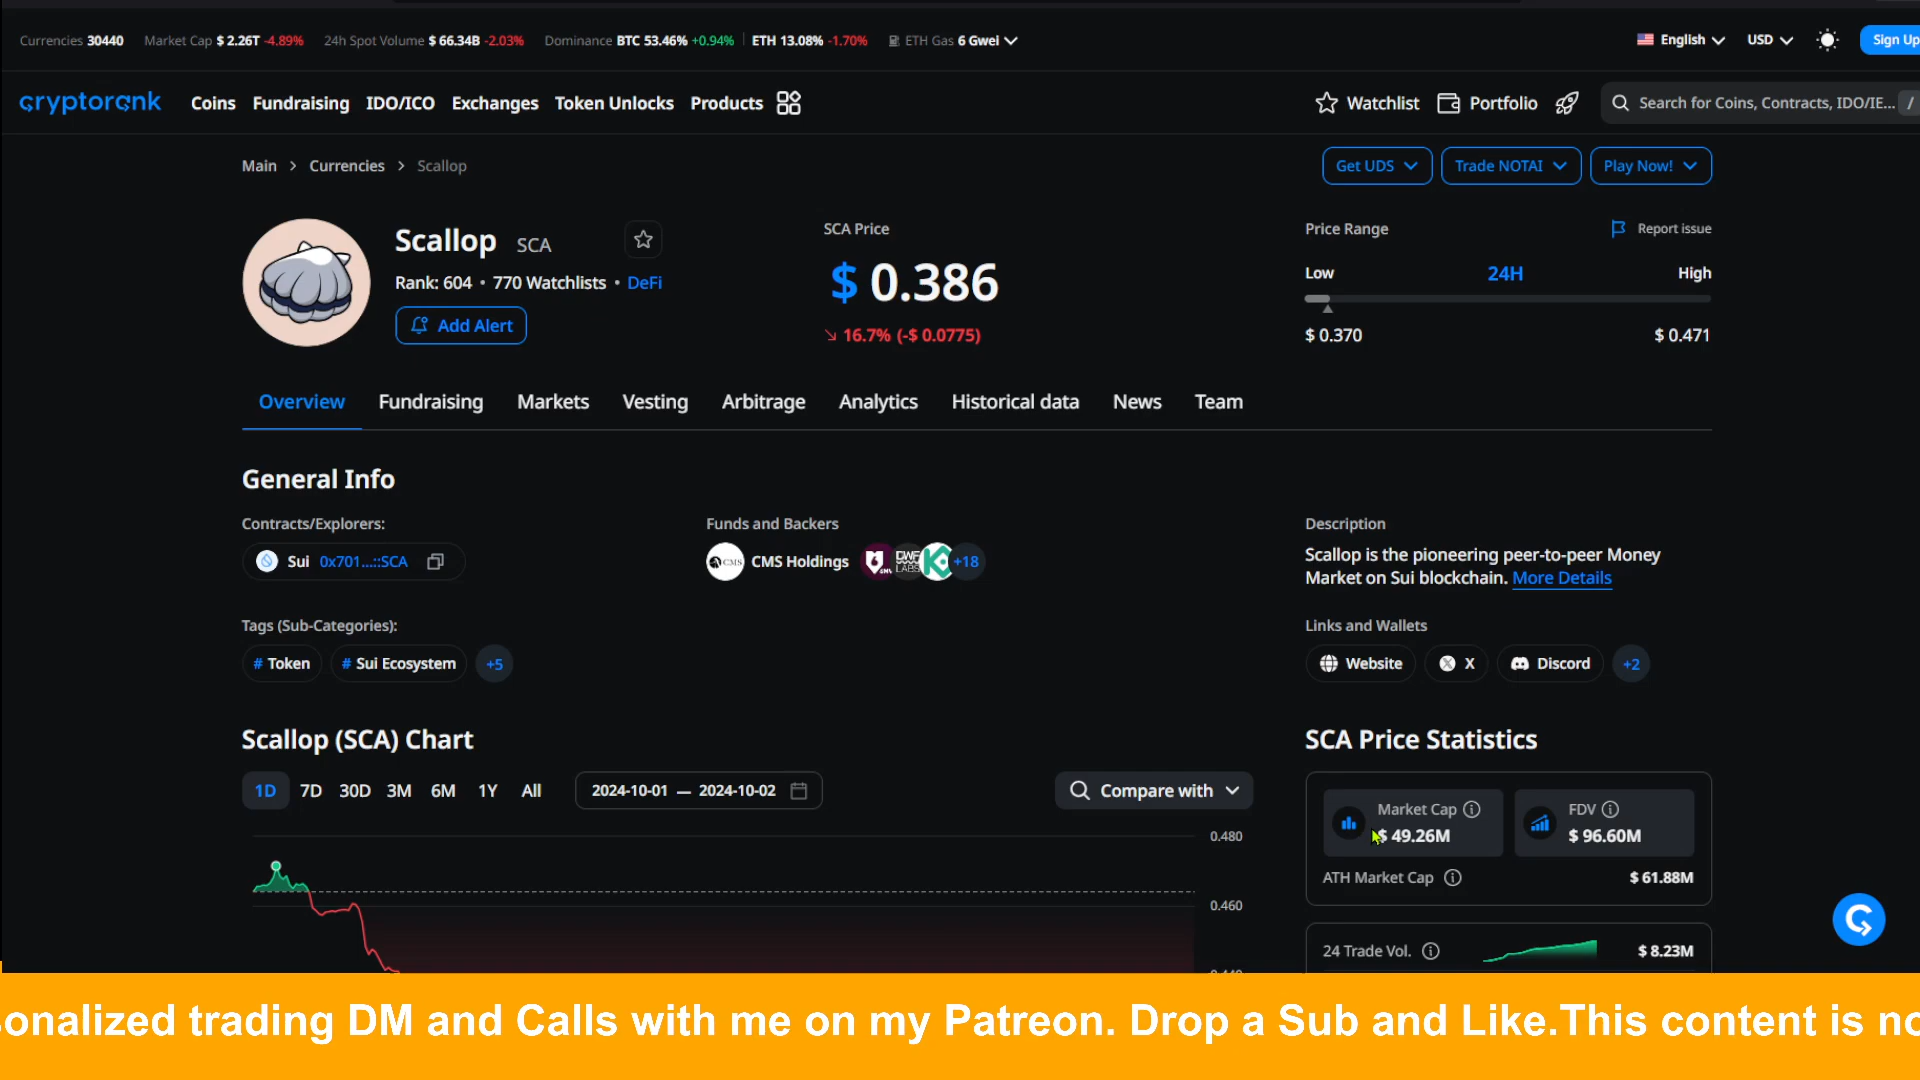 Currencies 30440 Market Cap $ 2.26T -4.89% 24h Spot Volume $ 66.34B -2.03% Dominance BTC 53.46% +0.94% ETH 13.08% -1.70% ETH Gas 6 Gwei English USD Sign Up
cryptorank Coins Fundraising IDO/ICO Exchanges Token Unlocks Products Watchlist Portfolio Search for Coins, Contracts, IDO/IE... /
Main > Currencies > Scallop Get UDS Trade NOTAI Play Now!
Scallop SCA
Rank: 604 • 770 Watchlists • DeFi
Add Alert
SCA Price
$ 0.386
16.7% (-$ 0.0775)
Price Range Report issue
Low 24H High
$ 0.370 $ 0.471
Overview Fundraising Markets Vesting Arbitrage Analytics Historical data News Team
General Info
Contracts/Explorers:
Sui 0x701...::SCA
Funds and Backers
CMS CMS Holdings DWF LABS +18
Description
Scallop is the pioneering peer-to-peer Money
Market on Sui blockchain. More Details
Tags (Sub-Categories):
# Token # Sui Ecosystem +5
Links and Wallets
Website X Discord +2
Scallop (SCA) Chart
1D 7D 30D 3M 6M 1Y All 2024-10-01 — 2024-10-02 Compare with
0.480
0.460
0.440
SCA Price Statistics
Market Cap FDV
$ 49.26M $ 96.60M
ATH Market Cap $ 61.88M
24 Trade Vol. $ 8.23M
onalized trading DM and Calls with me on my Patreon. Drop a Sub and Like.This content is no